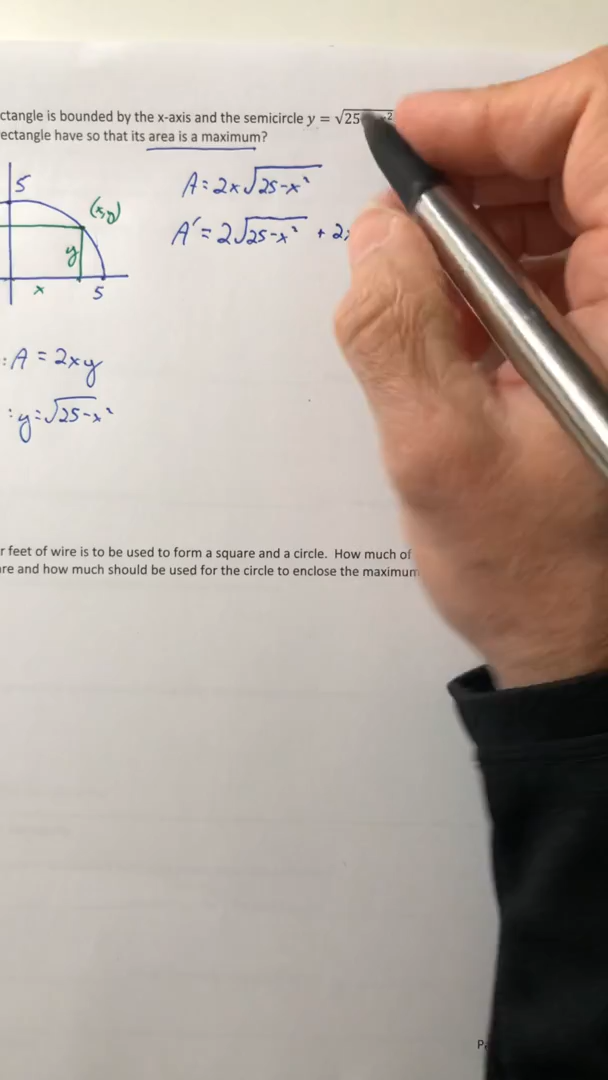 ctangle is bounded by the x-axis and the semicircle y = √25
ectangle have so that its area is a maximum?
5
(x,y)
y
x
5
A = 2x√25-x²
A' = 2√25-x² + 2
: A = 2xy
: y = √25-x²
r feet of wire is to be used to form a square and a circle. How much of
are and how much should be used for the circle to enclose the maximum